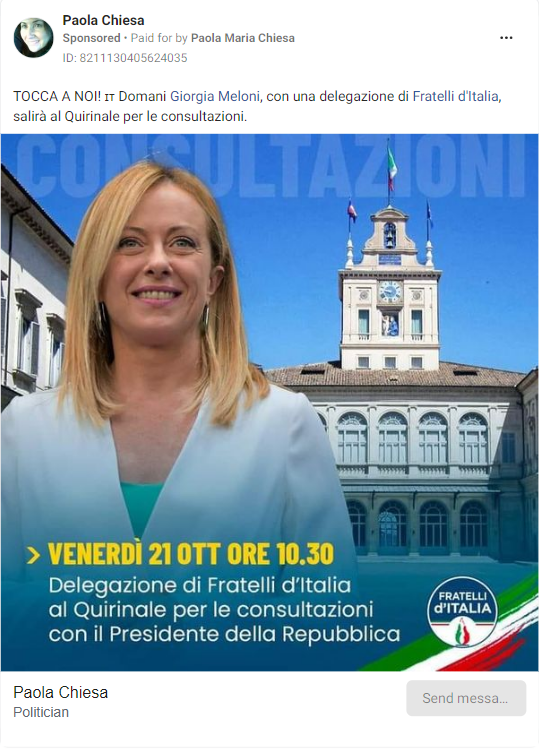 Paola Chiesa
Sponsored • Paid for by Paola Maria Chiesa
ID: 8211130405624035
TOCCA A NOI! ɪᴛ Domani Giorgia Meloni, con una delegazione di Fratelli d'Italia,
salirà al Quirinale per le consultazioni.
CONSULTAZIONI
> VENERDÌ 21 OTT ORE 10.30
Delegazione di Fratelli d'Italia
al Quirinale per le consultazioni
con il Presidente della Repubblica
FRATELLI
d'ITALIA
Paola Chiesa
Politician
Send messa...